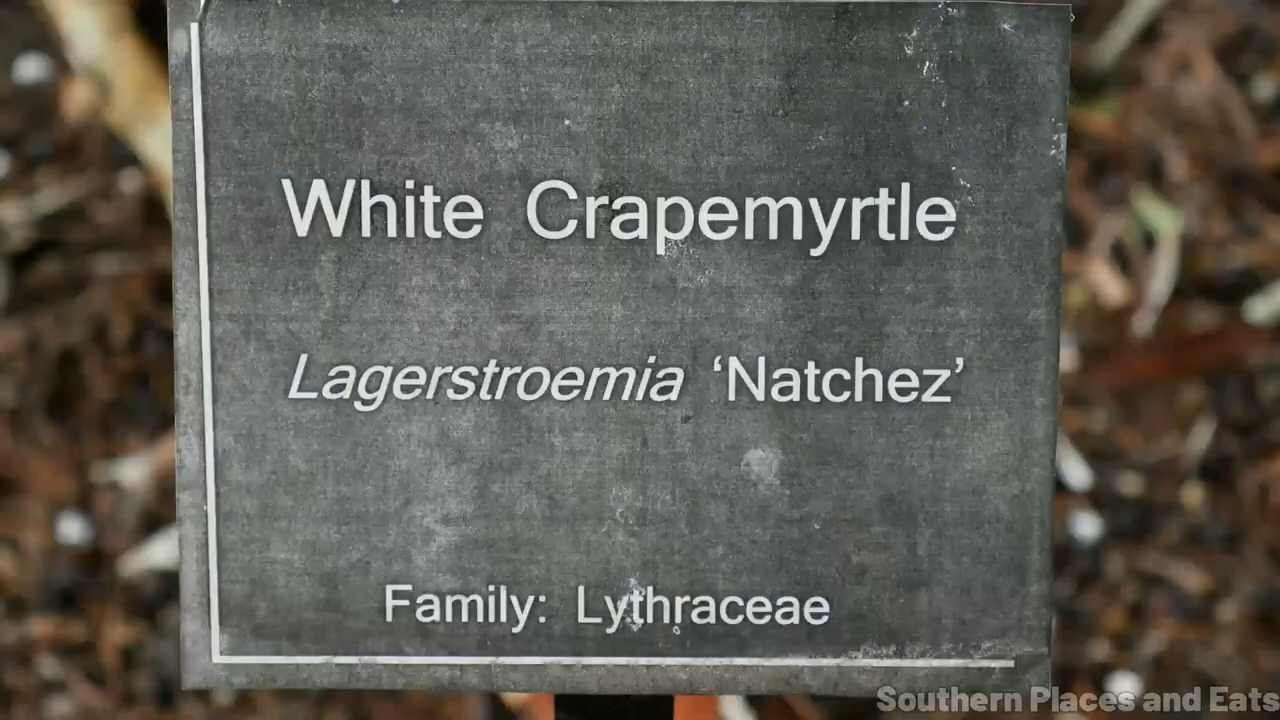 White Crapemyrtle
Lagerstroemia ‘Natchez’
Family: Lythraceae
Southern Places and Eats